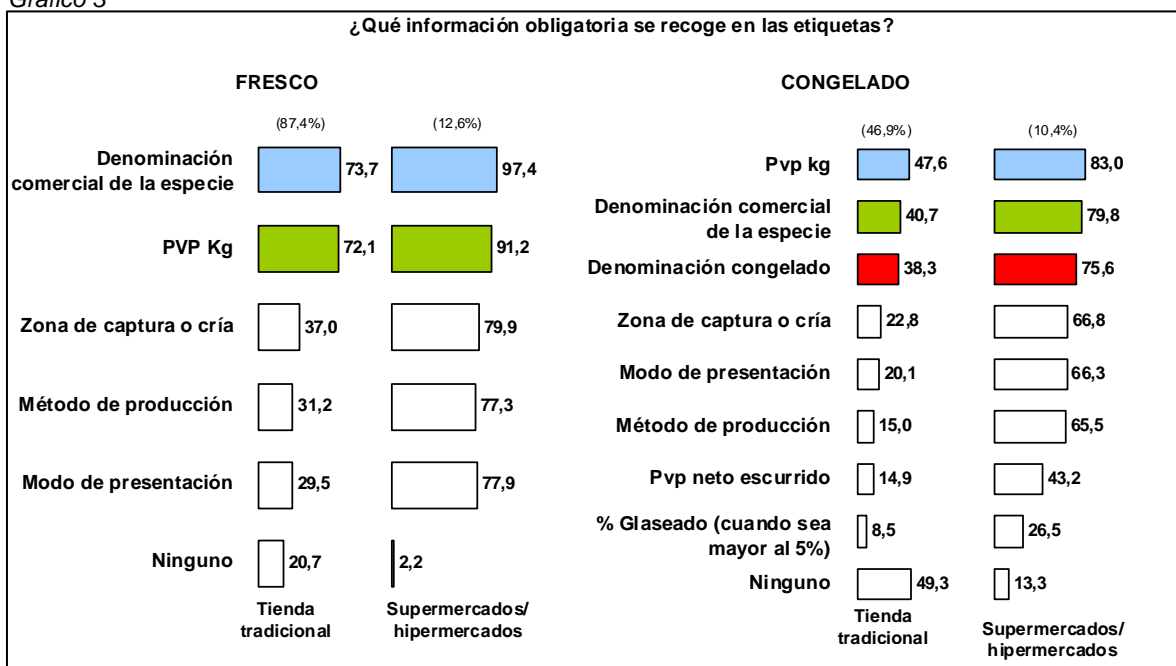 Gráfico 3
¿Qué información obligatoria se recoge en las etiquetas?
FRESCO
(87,4%) (12,6%)
Denominación
comercial de la especie 73,7 97,4
PVP Kg 72,1 91,2
Zona de captura o cría 37,0 79,9
Método de producción 31,2 77,3
Modo de presentación 29,5 77,9
Ninguno 20,7 2,2
Tienda
tradicional
Supermercados/
hipermercados
CONGELADO
(46,9%) (10,4%)
Pvp kg 47,6 83,0
Denominación comercial
de la especie 40,7 79,8
Denominación congelado 38,3 75,6
Zona de captura o cría 22,8 66,8
Modo de presentación 20,1 66,3
Método de producción 15,0 65,5
Pvp neto escurrido 14,9 43,2
% Glaseado (cuando sea
mayor al 5%) 8,5 26,5
Ninguno 49,3 13,3
Tienda
tradicional
Supermercados/
hipermercados